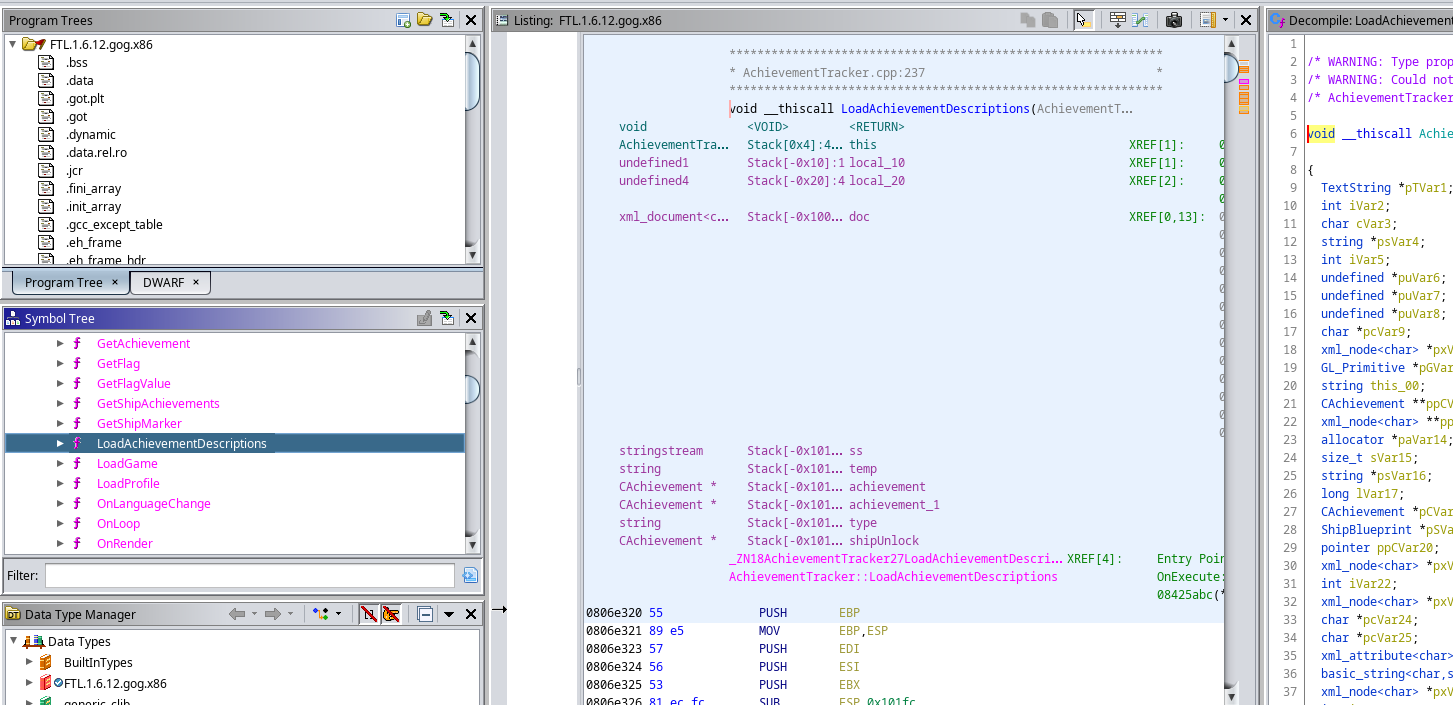 Program Trees
FTL.1.6.12.gog.x86
.bss
.data
.got.plt
.got
.dynamic
.data.rel.ro
.jcr
.fini_array
.init_array
.gcc_except_table
.eh_frame
.eh_frame_hdr
Program Tree × DWARF ×
Symbol Tree
f GetAchievement
f GetFlag
f GetFlagValue
f GetShipAchievements
f GetShipMarker
f LoadAchievementDescriptions
f LoadGame
f LoadProfile
f OnLanguageChange
f OnLoop
f OnRender
Filter:
Data Type Manager
Data Types
BuiltInTypes
FTL.1.6.12.gog.x86
generic_clib
Listing: FTL.1.6.12.gog.x86
**************************************************************
* AchievementTracker.cpp:237 *
**************************************************************
void __thiscall LoadAchievementDescriptions(AchievementT...
void <VOID> <RETURN>
AchievementTra... Stack[0x4]:4... this XREF[1]: 0
undefined1 Stack[-0x10]:1 local_10 XREF[1]: 0
undefined4 Stack[-0x20]:4 local_20 XREF[2]: 0
0
xml_document<c... Stack[-0x100... doc XREF[0,13]: 0
0
0
0
0
0
0
0
0
0
0
0
0
stringstream Stack[-0x101... ss
string Stack[-0x101... temp
CAchievement * Stack[-0x101... achievement
CAchievement * Stack[-0x101... achievement_1
string Stack[-0x101... type
CAchievement * Stack[-0x101... shipUnlock
_ZN18AchievementTracker27LoadAchievementDescri... XREF[4]: Entry Poin
AchievementTracker::LoadAchievementDescriptions OnExecute:
08425abc(*
0806e320 55 PUSH EBP
0806e321 89 e5 MOV EBP,ESP
0806e323 57 PUSH EDI
0806e324 56 PUSH ESI
0806e325 53 PUSH EBX
0806e326 81 ec fc SUB ESP,0x101fc
Decompile: LoadAchievement
1
2 /* WARNING: Type prop
3 /* WARNING: Could not
4 /* AchievementTracker
5
6 void __thiscall Achie
7
8 {
9 TextString *pTVar1;
10 int iVar2;
11 char cVar3;
12 string *psVar4;
13 int iVar5;
14 undefined *puVar6;
15 undefined *puVar7;
16 undefined *puVar8;
17 char *pcVar9;
18 xml_node<char> *pxV
19 GL_Primitive *pGVar
20 string this_00;
21 CAchievement **ppCV
22 xml_node<char> **pp
23 allocator *paVar14;
24 size_t sVar15;
25 string *psVar16;
26 long lVar17;
27 CAchievement *pCVar
28 ShipBlueprint *pSVa
29 pointer ppCVar20;
30 xml_node<char> *pxV
31 int iVar22;
32 xml_node<char> *pxV
33 char *pcVar24;
34 char *pcVar25;
35 xml_attribute<char>
36 basic_string<char,s
37 xml_node<char> *pxV